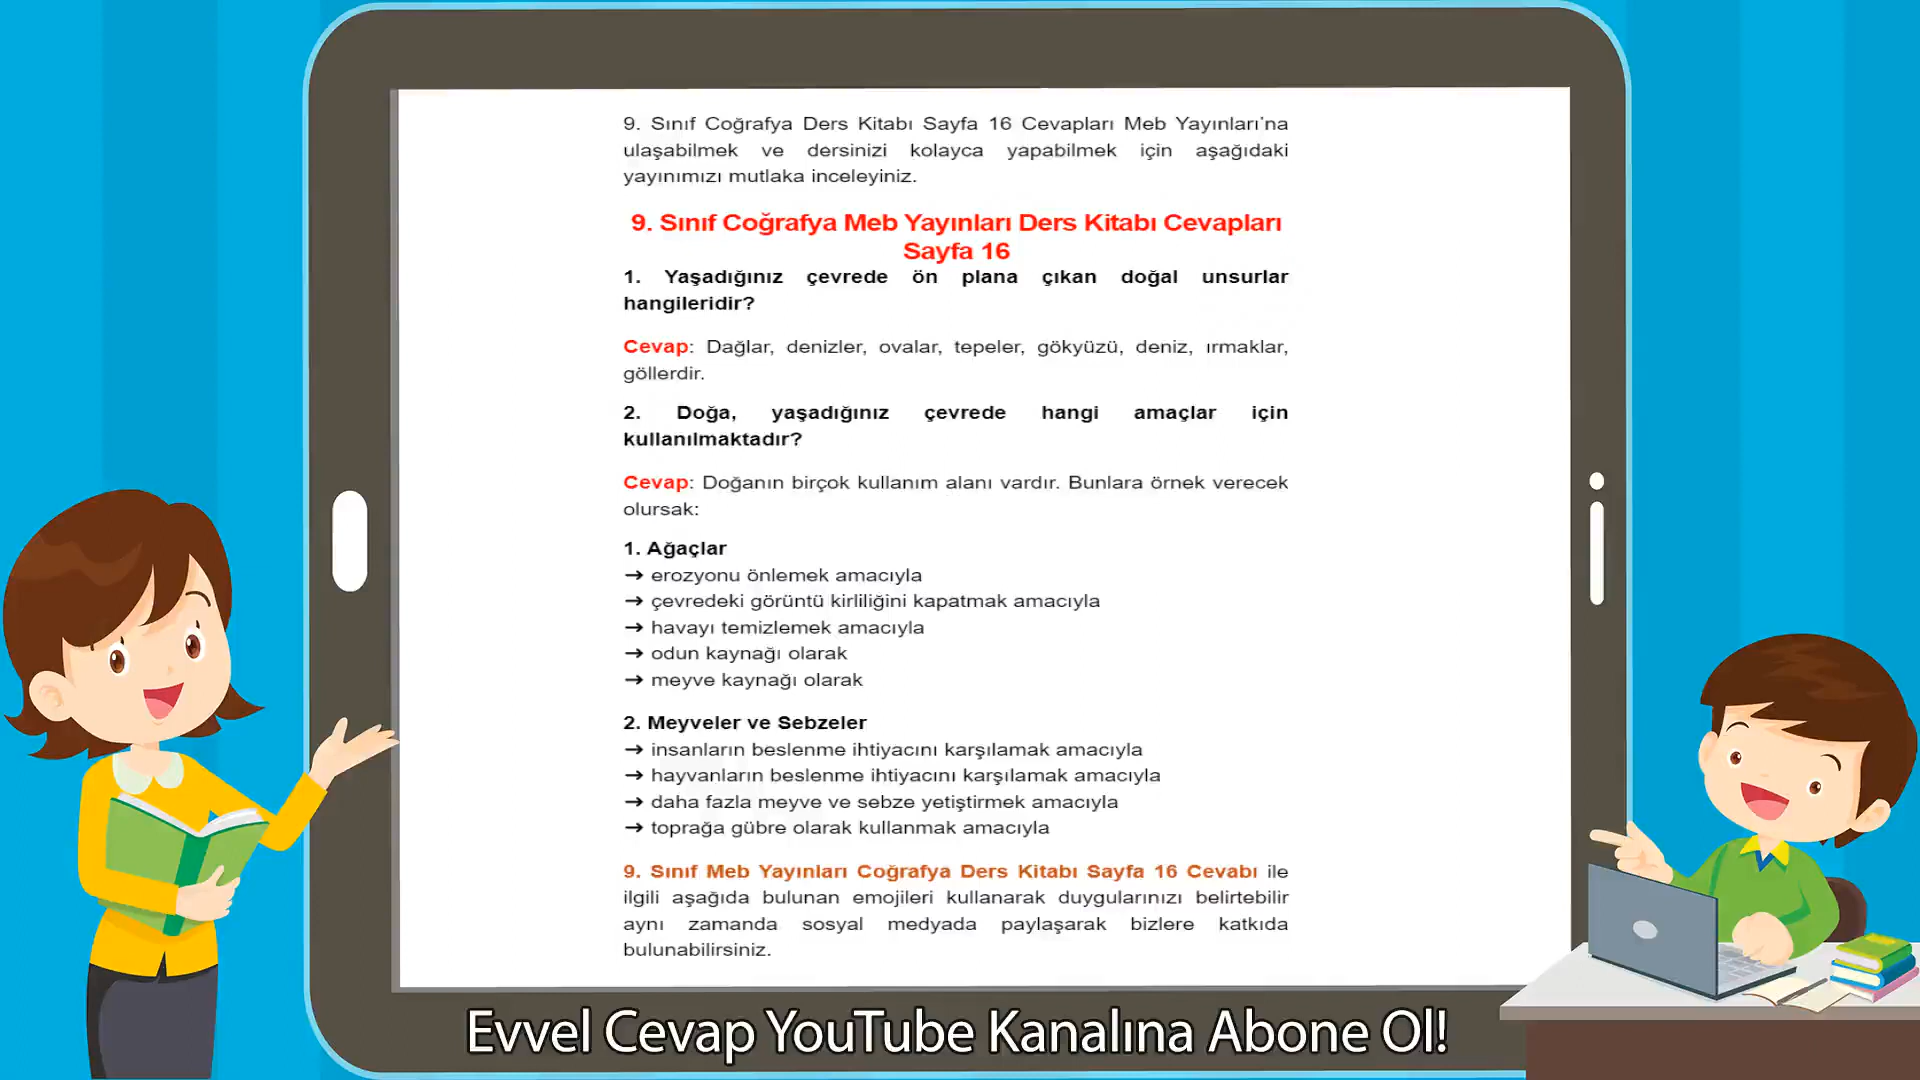 9. Sınıf Coğrafya Ders Kitabı Sayfa 16 Cevapları Meb Yayınları'na
ulaşabilmek ve dersinizi kolayca yapabilmek için aşağıdaki
yayınımızı mutlaka inceleyiniz.
9. Sınıf Coğrafya Meb Yayınları Ders Kitabı Cevapları
Sayfa 16
1. Yaşadığınız çevrede ön plana çıkan doğal unsurlar
hangileridir?
Cevap: Dağlar, denizler, ovalar, tepeler, gökyüzü, deniz, ırmaklar,
göllerdir.
2. Doğa, yaşadığınız çevrede hangi amaçlar için
kullanılmaktadır?
Cevap: Doğanın birçok kullanım alanı vardır. Bunlara örnek verecek
olursak:
1. Ağaçlar
→ erozyonu önlemek amacıyla
→ çevredeki görüntü kirliliğini kapatmak amacıyla
→ havayı temizlemek amacıyla
→ odun kaynağı olarak
→ meyve kaynağı olarak
2. Meyveler ve Sebzeler
→ insanların beslenme ihtiyacını karşılamak amacıyla
→ hayvanların beslenme ihtiyacını karşılamak amacıyla
→ daha fazla meyve ve sebze yetiştirmek amacıyla
→ toprağa gübre olarak kullanmak amacıyla
9. Sınıf Meb Yayınları Coğrafya Ders Kitabı Sayfa 16 Cevabı ile
ilgili aşağıda bulunan emojileri kullanarak duygularınızı belirtebilir
aynı zamanda sosyal medyada paylaşarak bizlere katkıda
bulunabilirsiniz.
Evvel Cevap YouTube Kanalına Abone Ol!